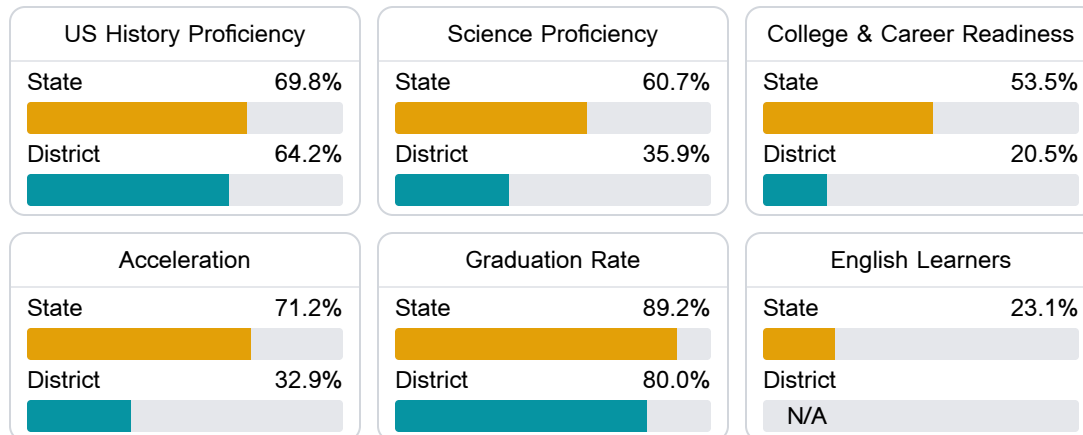 US History Proficiency
State 69.8%
District 64.2%
Science Proficiency
State 60.7%
District 35.9%
College & Career Readiness
State 53.5%
District 20.5%
Acceleration
State 71.2%
District 32.9%
Graduation Rate
State 89.2%
District 80.0%
English Learners
State 23.1%
District
N/A